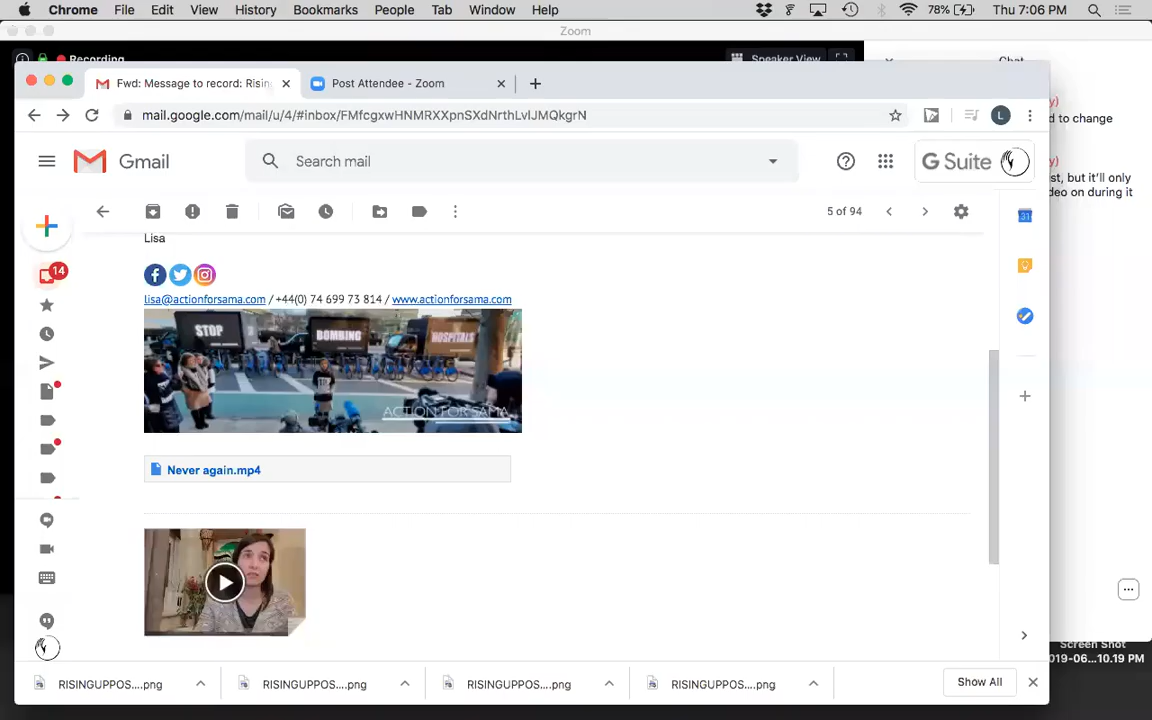 Chrome File Edit View History Bookmarks People Tab Window Help 78% Thu 7:06 PM
Zoom
Recording Speaker View Chat
Fwd: Message to record: Risin Post Attendee - Zoom
mail.google.com/mail/u/4/#inbox/FMfcgxwHNMRXXpnSXdNrthLvlJMQkgrN L
y)
d to change
Gmail Search mail G Suite
y)
st, but it'll only
deo on during it
5 of 94
Lisa
14
lisa@actionforsama.com / +44(0) 74 699 73 814 / www.actionforsama.com
STOP BOMBING HOSPITALS
ACTION FOR SAMA
Never again.mp4
Screen Shot
019-06...10.19 PM
RISINGUPPOS....png RISINGUPPOS....png RISINGUPPOS....png RISINGUPPOS....png Show All